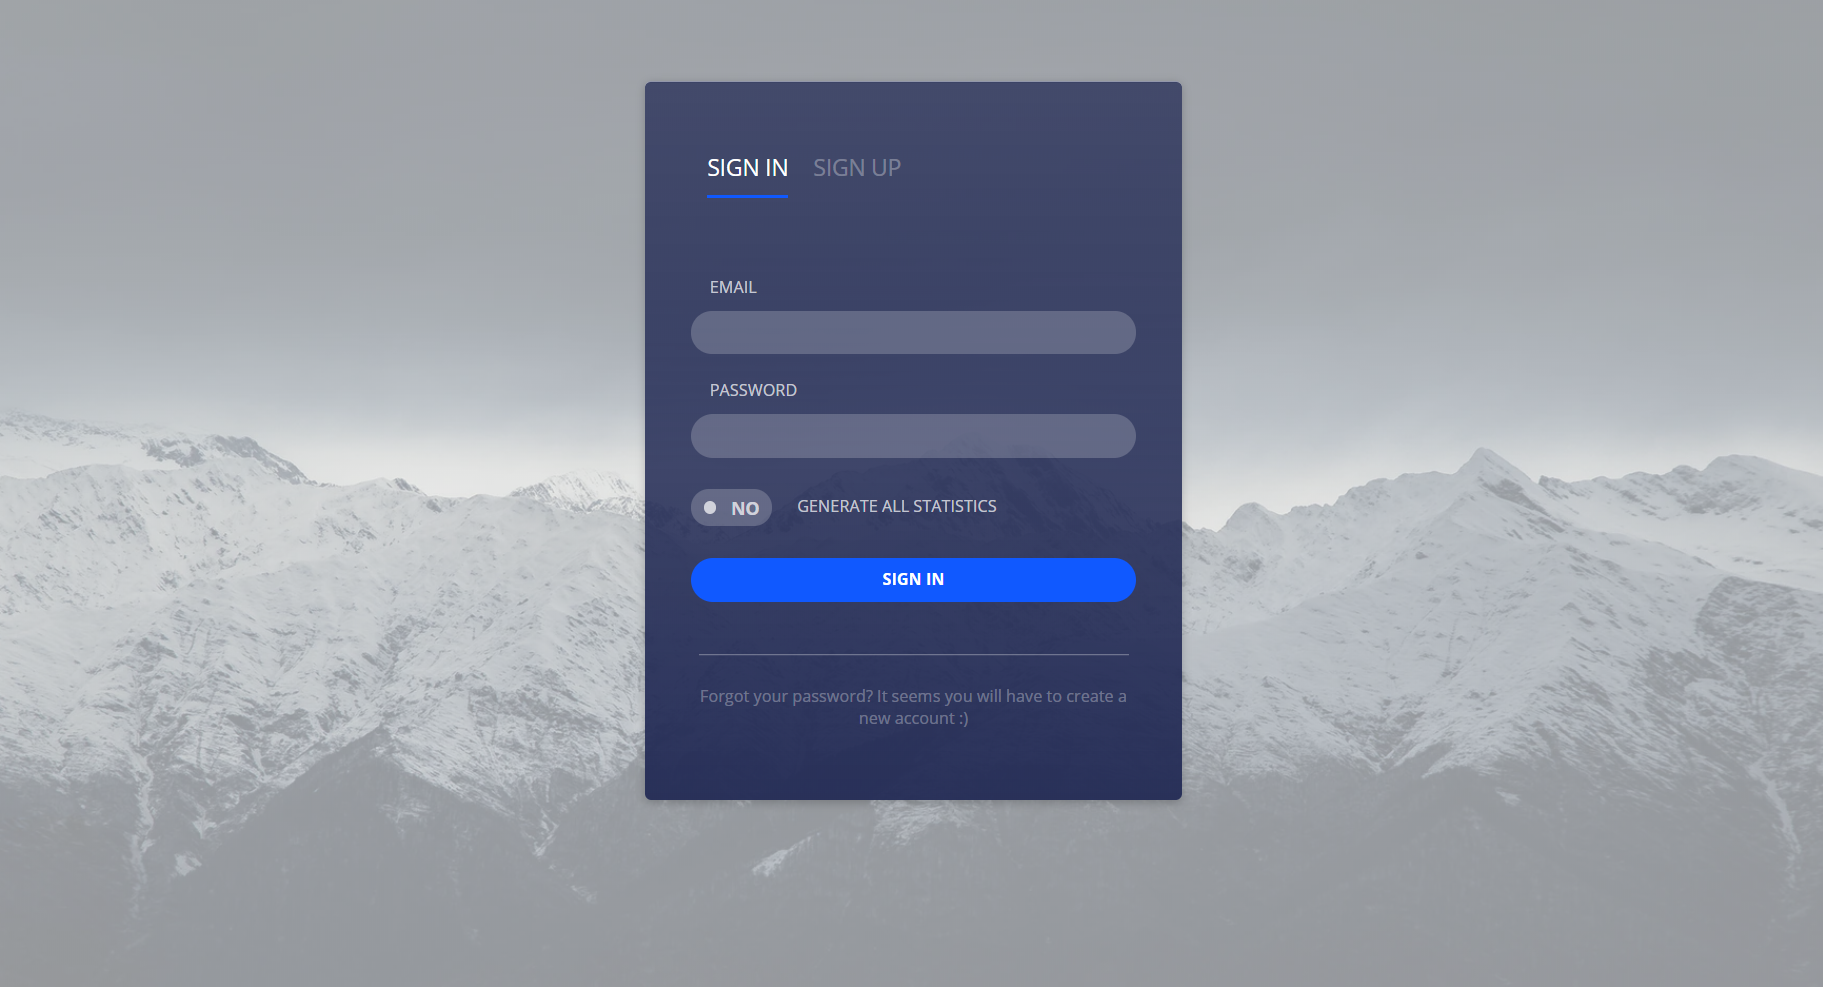 SIGN IN SIGN UP
EMAIL
PASSWORD
NO GENERATE ALL STATISTICS
SIGN IN
Forgot your password? It seems you will have to create a
new account :)